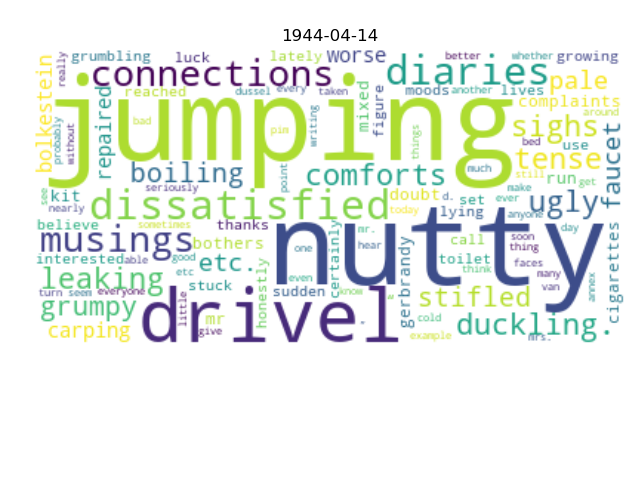 1944-04-14
really
grumbling
luck
lately
worse
better
whether
growing
connections
diaries
bolkestein
jumping
reached
dussel
every
taken
moods
another
lives
pale
complaints
around
repaired
mixed
figure
bad
pim
writing
things
sighs
faucet
probably
without
nearly
see
kit
boiling
seriously
point
comforts
much
bed
tense
still
use
run
get
make
dissatisfied
doubt
d.
set
ever
ugly
today
lying
anyone
believe
musings
sometimes
thanks
nutty
one
mr.
hear
call
soon
thing
day
interested
able
bothers
good
etc.
etc
even
certainly
gerbrandy
toilet
think
faces
many
van
annex
cigarettes
leaking
stuck
sudden
know
turn
seem
everyone
grumpy
little
drivel
honestly
stifled
carping
mr
give
cold
example
duckling.
mrs.